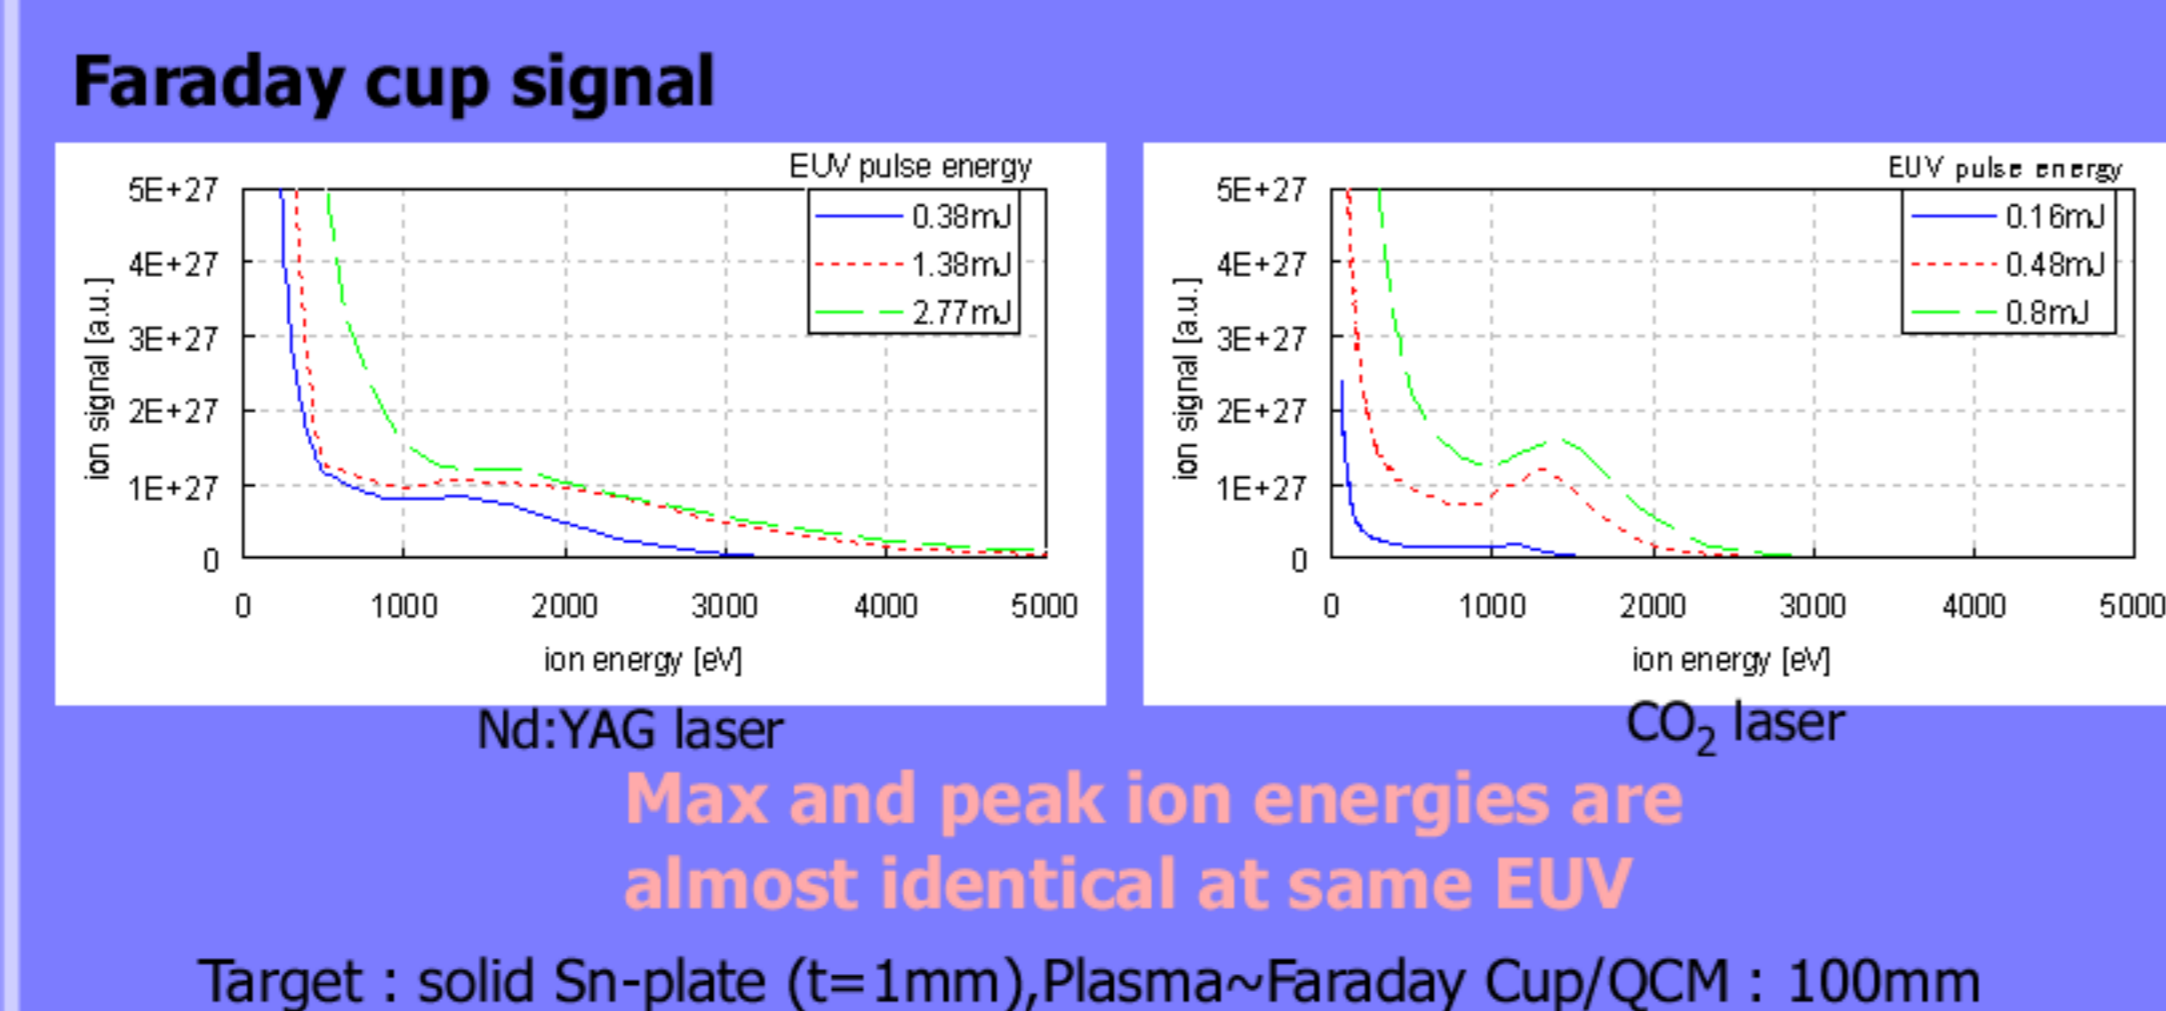 Faraday cup signal
EUV pulse energy
0.38mJ
1.38mJ
2.77mJ
5E+27
4E+27
3E+27
2E+27
1E+27
0
ion signal [a.u.]
0 1000 2000 3000 4000 5000
ion energy [eV]
Nd:YAG laser
EUV pulse energy
0.16mJ
0.48mJ
0.8mJ
5E+27
4E+27
3E+27
2E+27
1E+27
0
ion signal [a.u.]
0 1000 2000 3000 4000 5000
ion energy [eV]
CO₂ laser
Max and peak ion energies are
almost identical at same EUV
Target : solid Sn-plate (t=1mm),Plasma~Faraday Cup/QCM : 100mm